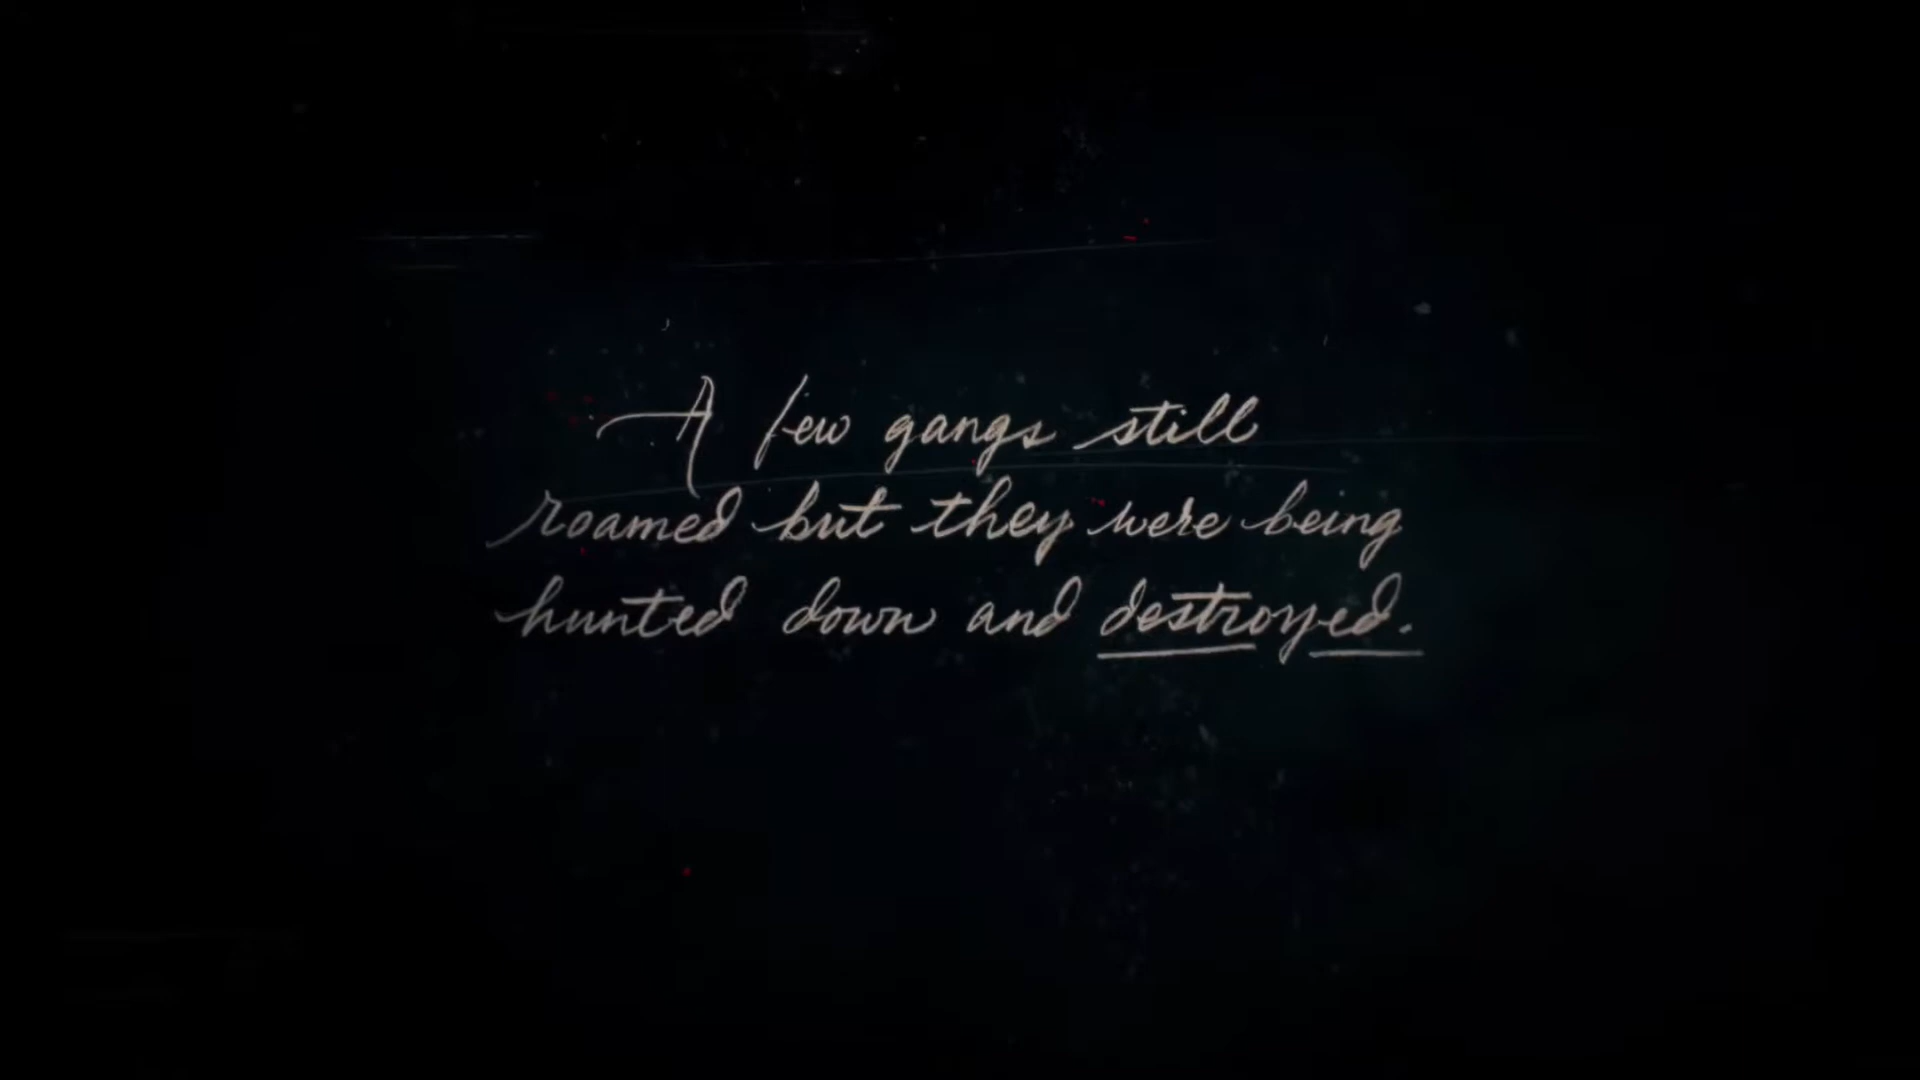 A few gangs still
roamed but they were being
hunted down and destroyed.